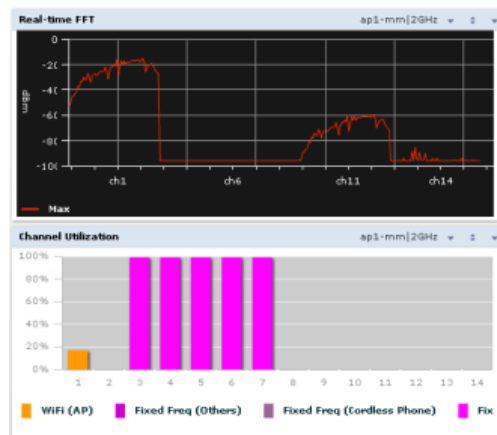 Real-time FFT ap1-mm|2GHz
0
-20
-40
-60
-80
-100
dBm
ch1 ch6 ch11 ch14
Max
Channel Utilization ap1-mm|2GHz
100%
80%
60%
40%
20%
0%
1 2 3 4 5 6 7 8 9 10 11 12 13 14
WiFi (AP) Fixed Freq (Others) Fixed Freq (Cordless Phone) Fix